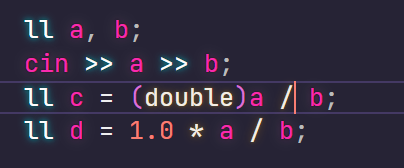 ll a, b;
cin >> a >> b;
ll c = (double)a / b;
ll d = 1.0 * a / b;